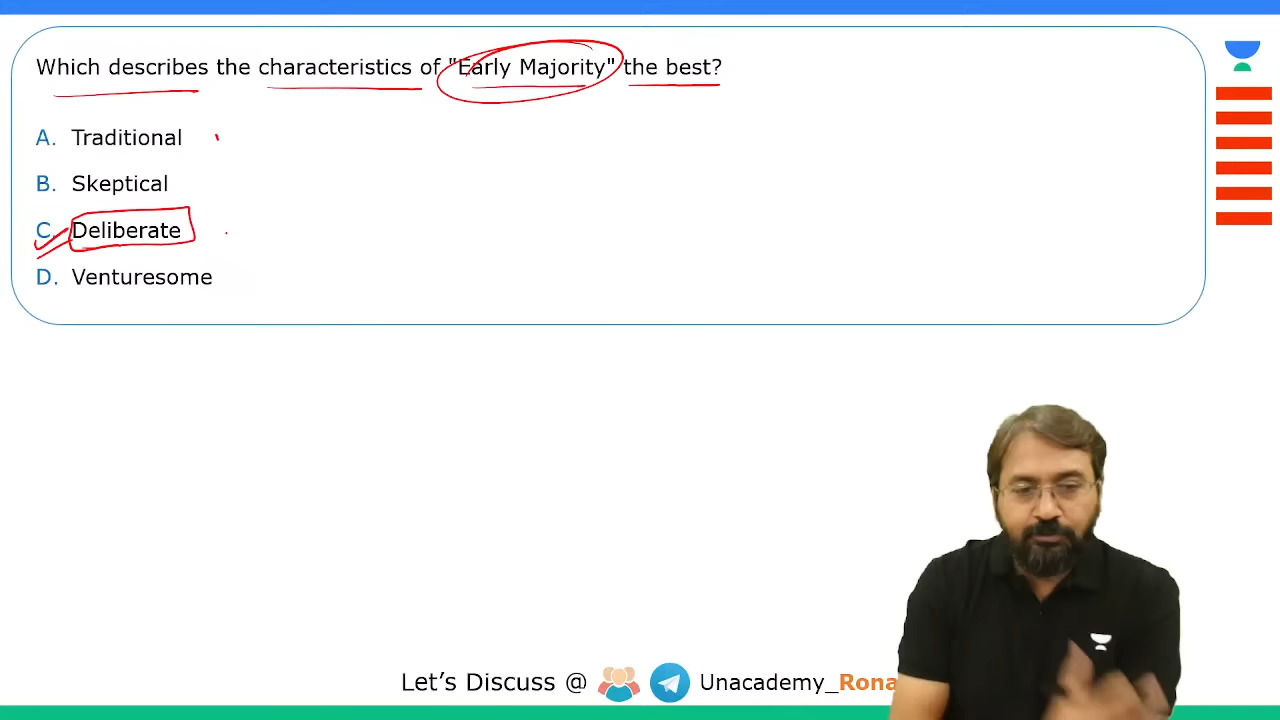 Which describes the characteristics of "Early Majority" the best?
A. Traditional
B. Skeptical
C. Deliberate
D. Venturesome
Let's Discuss @ Unacademy_Rona